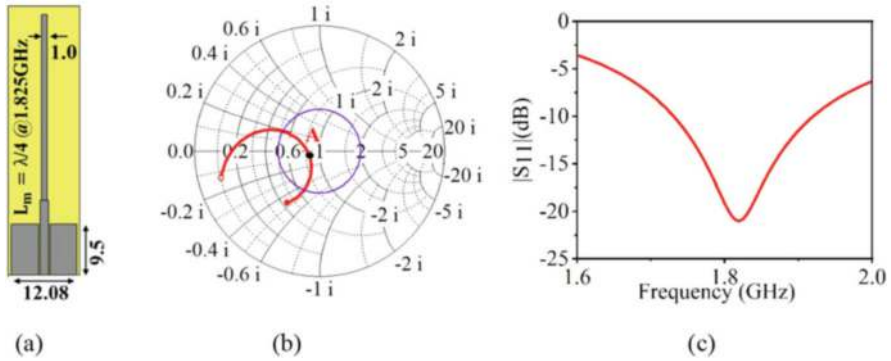 L_m = λ/4 @1.825GHz
1.0
9.5
12.08
(a)
1 i
0.6 i
2 i
0.4 i
0.2 i
1 i
2 i
5 i
20 i
0.0
0.2
0.6
1
2
5
20
A
-20 i
-0.2 i
-2 i
-5 i
-0.4 i
-0.6 i
-2 i
-1 i
(b)
0
-5
-10
-15
-20
-25
|S11|(dB)
1.6
1.8
2.0
Frequency (GHz)
(c)